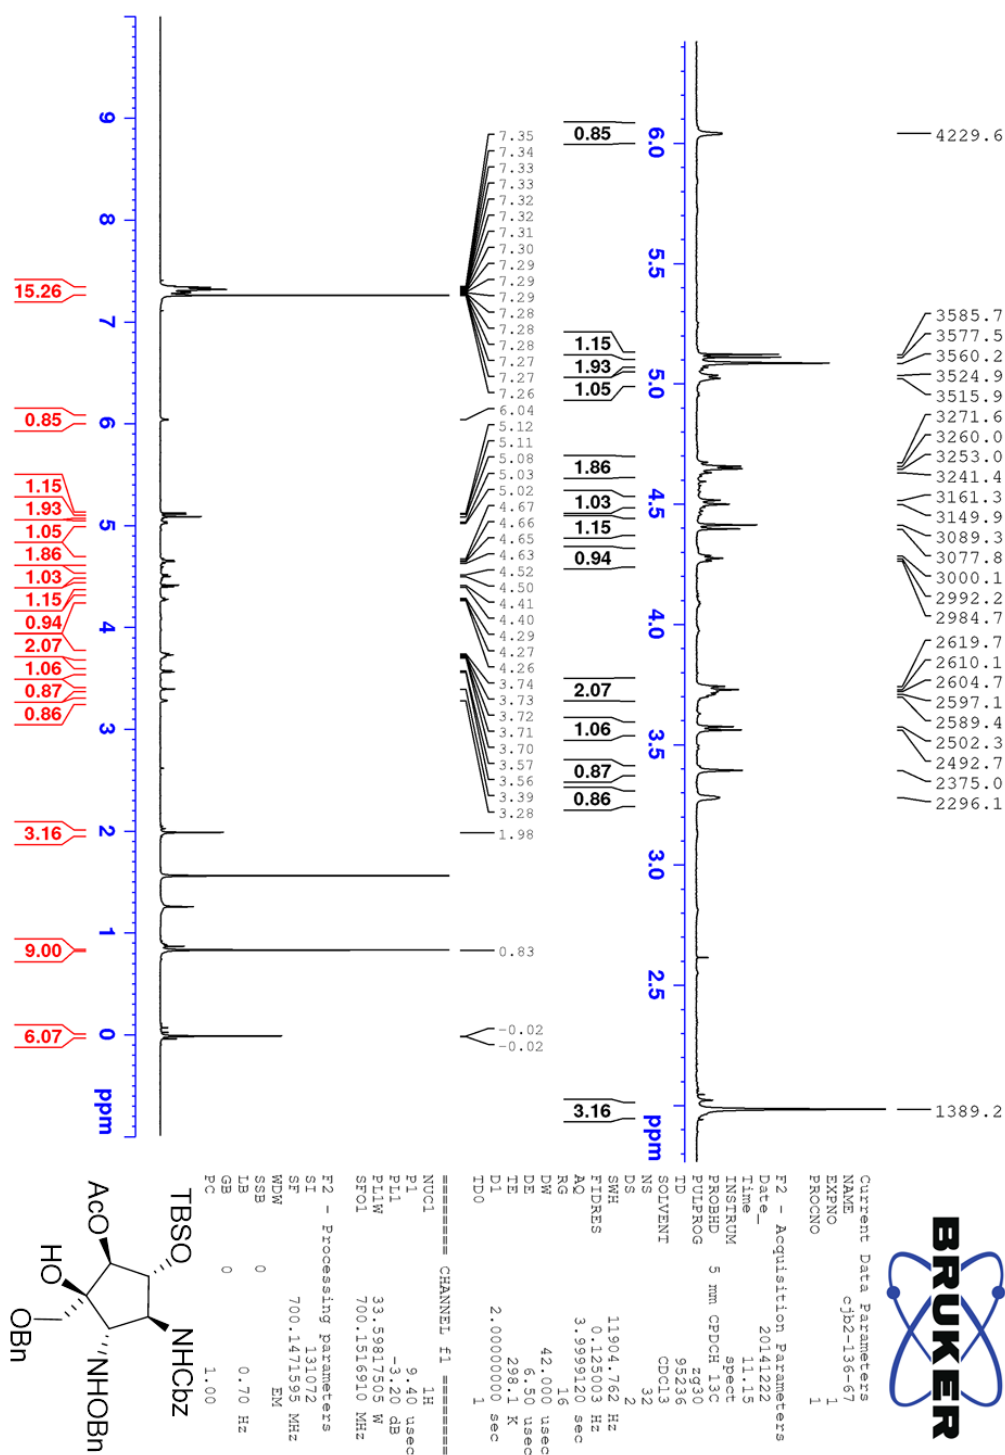 BRUKER
Current Data Parameters
NAME cjb2-136-67
EXPNO 1
PROCNO 1
F2 - Acquisition Parameters
Date_ 20141222
Time 11.15
INSTRUM spect
PROBHD 5 mm CPDCH 13C
PULPROG zg30
TD 95236
SOLVENT CDCl3
NS 32
DS 2
SWH 11904.762 Hz
FIDRES 0.125003 Hz
AQ 3.9999120 sec
RG 16
DW 42.000 usec
DE 6.50 usec
TE 298.1 K
D1 2.00000000 sec
TD0 1
======== CHANNEL f1 ========
NUC1 1H
P1 9.40 usec
PL1 -3.20 dB
PL1W 33.59817505 W
SFO1 700.1516910 MHz
F2 - Processing parameters
SI 131072
SF 700.1471595 MHz
WDW EM
SSB 0
LB 0.70 Hz
GB 0
PC 1.00
4229.6
3585.7
3577.5
3560.2
3524.9
3515.9
3271.6
3260.0
3253.0
3241.4
3161.3
3149.9
3089.3
3077.8
3000.1
2992.2
2984.7
2619.7
2610.1
2604.7
2597.1
2589.4
2502.3
2492.7
2375.0
2296.1
1389.2
6.0 5.5 5.0 4.5 4.0 3.5 3.0 2.5 ppm
0.85 1.15 1.93 1.05 1.86 1.03 1.15 0.94 2.07 1.06 0.87 0.86 3.16
7.35
7.34
7.33
7.33
7.32
7.32
7.31
7.30
7.29
7.29
7.29
7.28
7.28
7.28
7.27
7.27
7.26
6.04
5.12
5.11
5.08
5.03
5.02
4.67
4.66
4.65
4.63
4.52
4.50
4.41
4.40
4.29
4.27
4.26
3.74
3.73
3.72
3.71
3.70
3.57
3.56
3.39
3.28
1.98
0.83
-0.02
-0.02
9 8 7 6 5 4 3 2 1 0 ppm
15.26 0.85 1.15 1.93 1.05 1.86 1.03 1.15 0.94 2.07 1.06 0.87 0.86 3.16 9.00 6.07
TBSO
NHCbz
AcO
HO
NHOBn
OBn